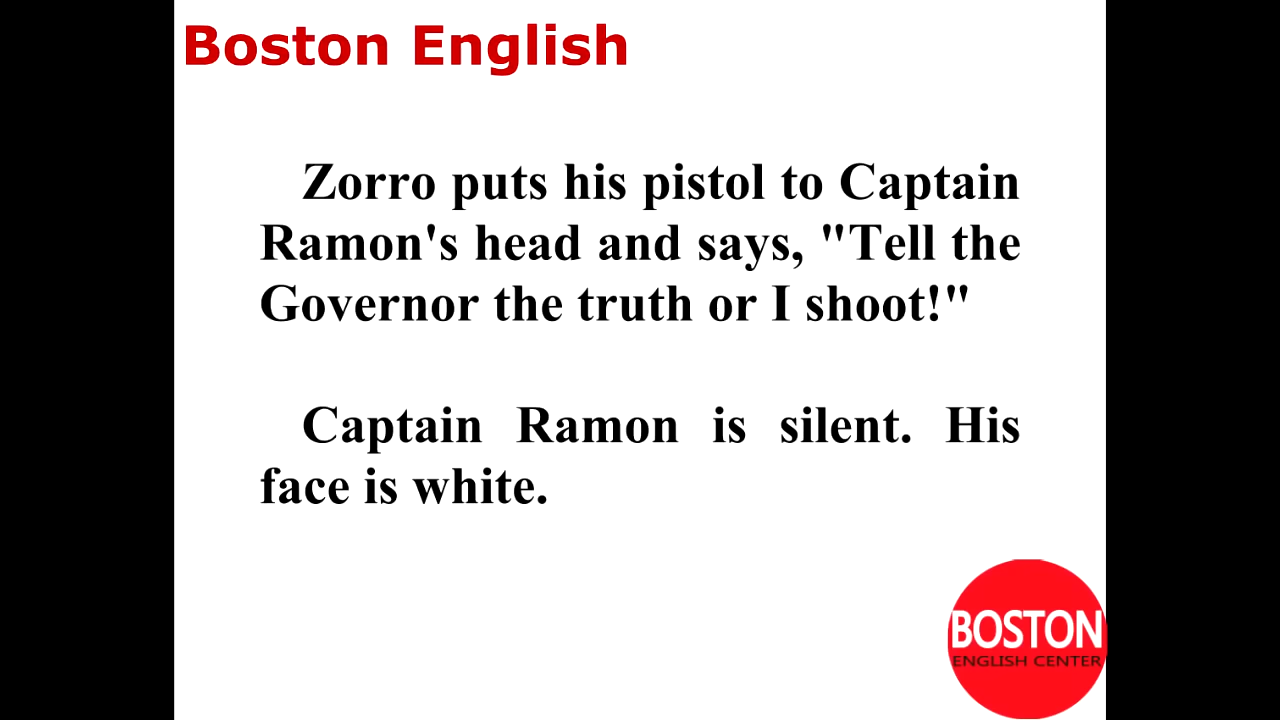 Boston English
Zorro puts his pistol to Captain
Ramon's head and says, "Tell the
Governor the truth or I shoot!"
Captain Ramon is silent. His
face is white.
BOSTON
ENGLISH CENTER